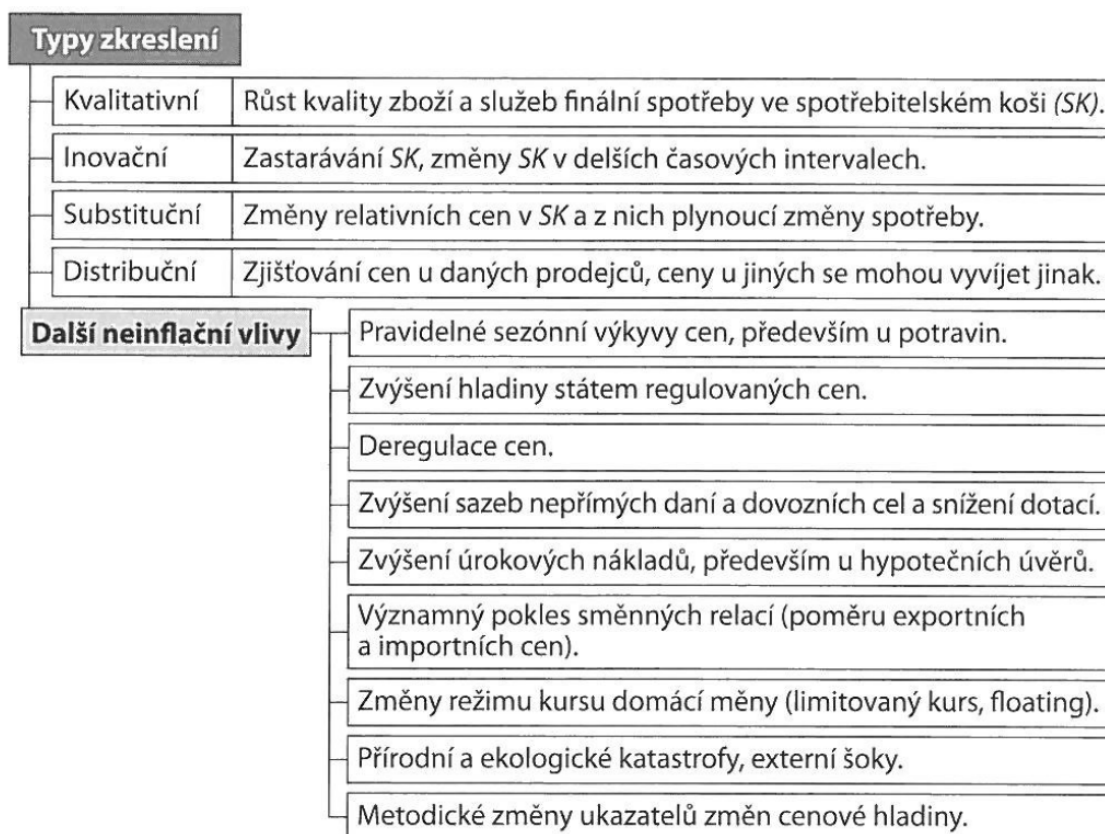 Typy zkreslení
Kvalitativní Růst kvality zboží a služeb finální spotřeby ve spotřebitelském koši (SK).
Inovační Zastarávání SK, změny SK v delších časových intervalech.
Substituční Změny relativních cen v SK a z nich plynoucí změny spotřeby.
Distribuční Zjišťování cen u daných prodejců, ceny u jiných se mohou vyvíjet jinak.
Další neinflační vlivy
Pravidelné sezónní výkyvy cen, především u potravin.
Zvýšení hladiny státem regulovaných cen.
Deregulace cen.
Zvýšení sazeb nepřímých daní a dovozních cel a snížení dotací.
Zvýšení úrokových nákladů, především u hypotečních úvěrů.
Významný pokles směnných relací (poměru exportních
a importních cen).
Změny režimu kursu domácí měny (limitovaný kurs, floating).
Přírodní a ekologické katastrofy, externí šoky.
Metodické změny ukazatelů změn cenové hladiny.